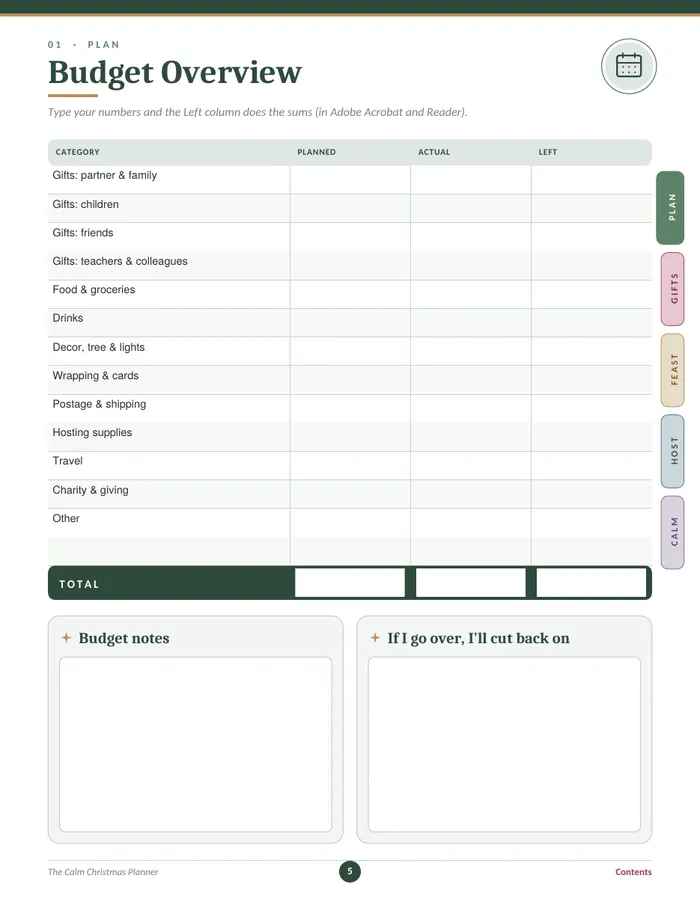 01 · PLAN
Budget Overview
Type your numbers and the Left column does the sums (in Adobe Acrobat and Reader).
CATEGORY PLANNED ACTUAL LEFT
Gifts: partner & family
Gifts: children
Gifts: friends
Gifts: teachers & colleagues
Food & groceries
Drinks
Decor, tree & lights
Wrapping & cards
Postage & shipping
Hosting supplies
Travel
Charity & giving
Other
TOTAL
PLAN
GIFTS
FEAST
HOST
CALM
Budget notes
If I go over, I'll cut back on
The Calm Christmas Planner
5
Contents